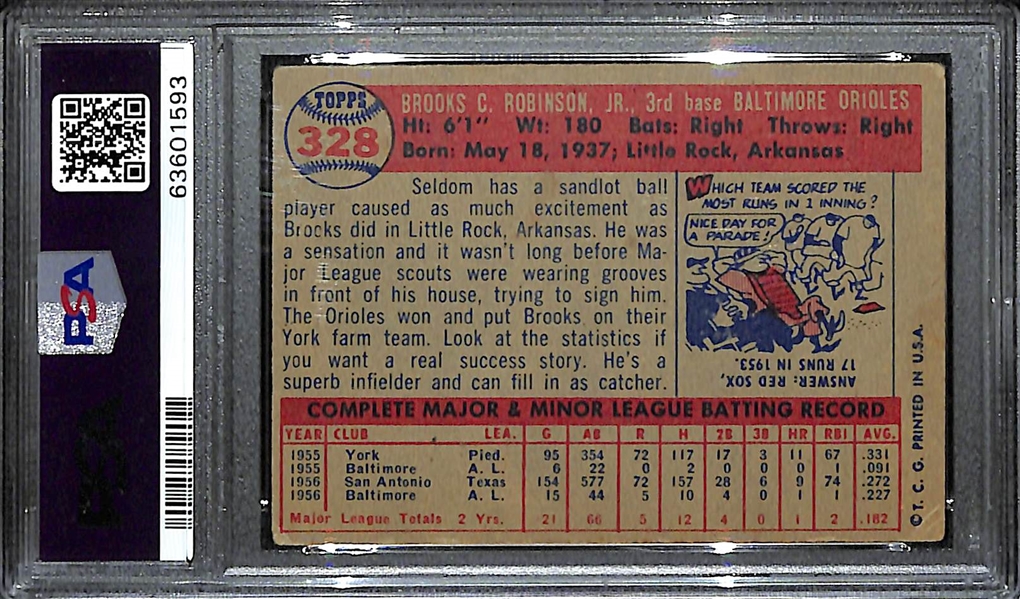 63601593
PSA
TOPPS
328
BROOKS C. ROBINSON, JR., 3rd base BALTIMORE ORIOLES
Ht: 6'1" Wt: 180 Bats: Right Throws: Right
Born: May 18, 1937; Little Rock, Arkansas
Seldom has a sandlot ball
player caused as much excitement as
Brooks did in Little Rock, Arkansas. He was
a sensation and it wasn't long before Ma-
jor League scouts were wearing grooves
in front of his house, trying to sign him.
The Orioles won and put Brooks on their
York farm team. Look at the statistics if
you want a real success story. He's a
superb infielder and can fill in as catcher.
WHICH TEAM SCORED THE
MOST RUNS IN 1 INNING?
NICE DAY FOR
A PARADE!
ANSWER: RED SOX,
17 RUNS IN 1953.
COMPLETE MAJOR & MINOR LEAGUE BATTING RECORD
YEAR CLUB LEA. G AB R H 2B 3B HR RBI AVG.
1955 York Pied. 95 354 72 117 17 3 11 67 .331
1955 Baltimore A. L. 6 22 0 2 0 0 0 1 .091
1956 San Antonio Texas 154 577 72 157 28 6 9 74 .272
1956 Baltimore A. L. 15 44 5 10 4 0 1 1 .227
Major League Totals 2 Yrs. 21 66 5 12 4 0 1 2 .182
©T. C. G. PRINTED IN U.S.A.